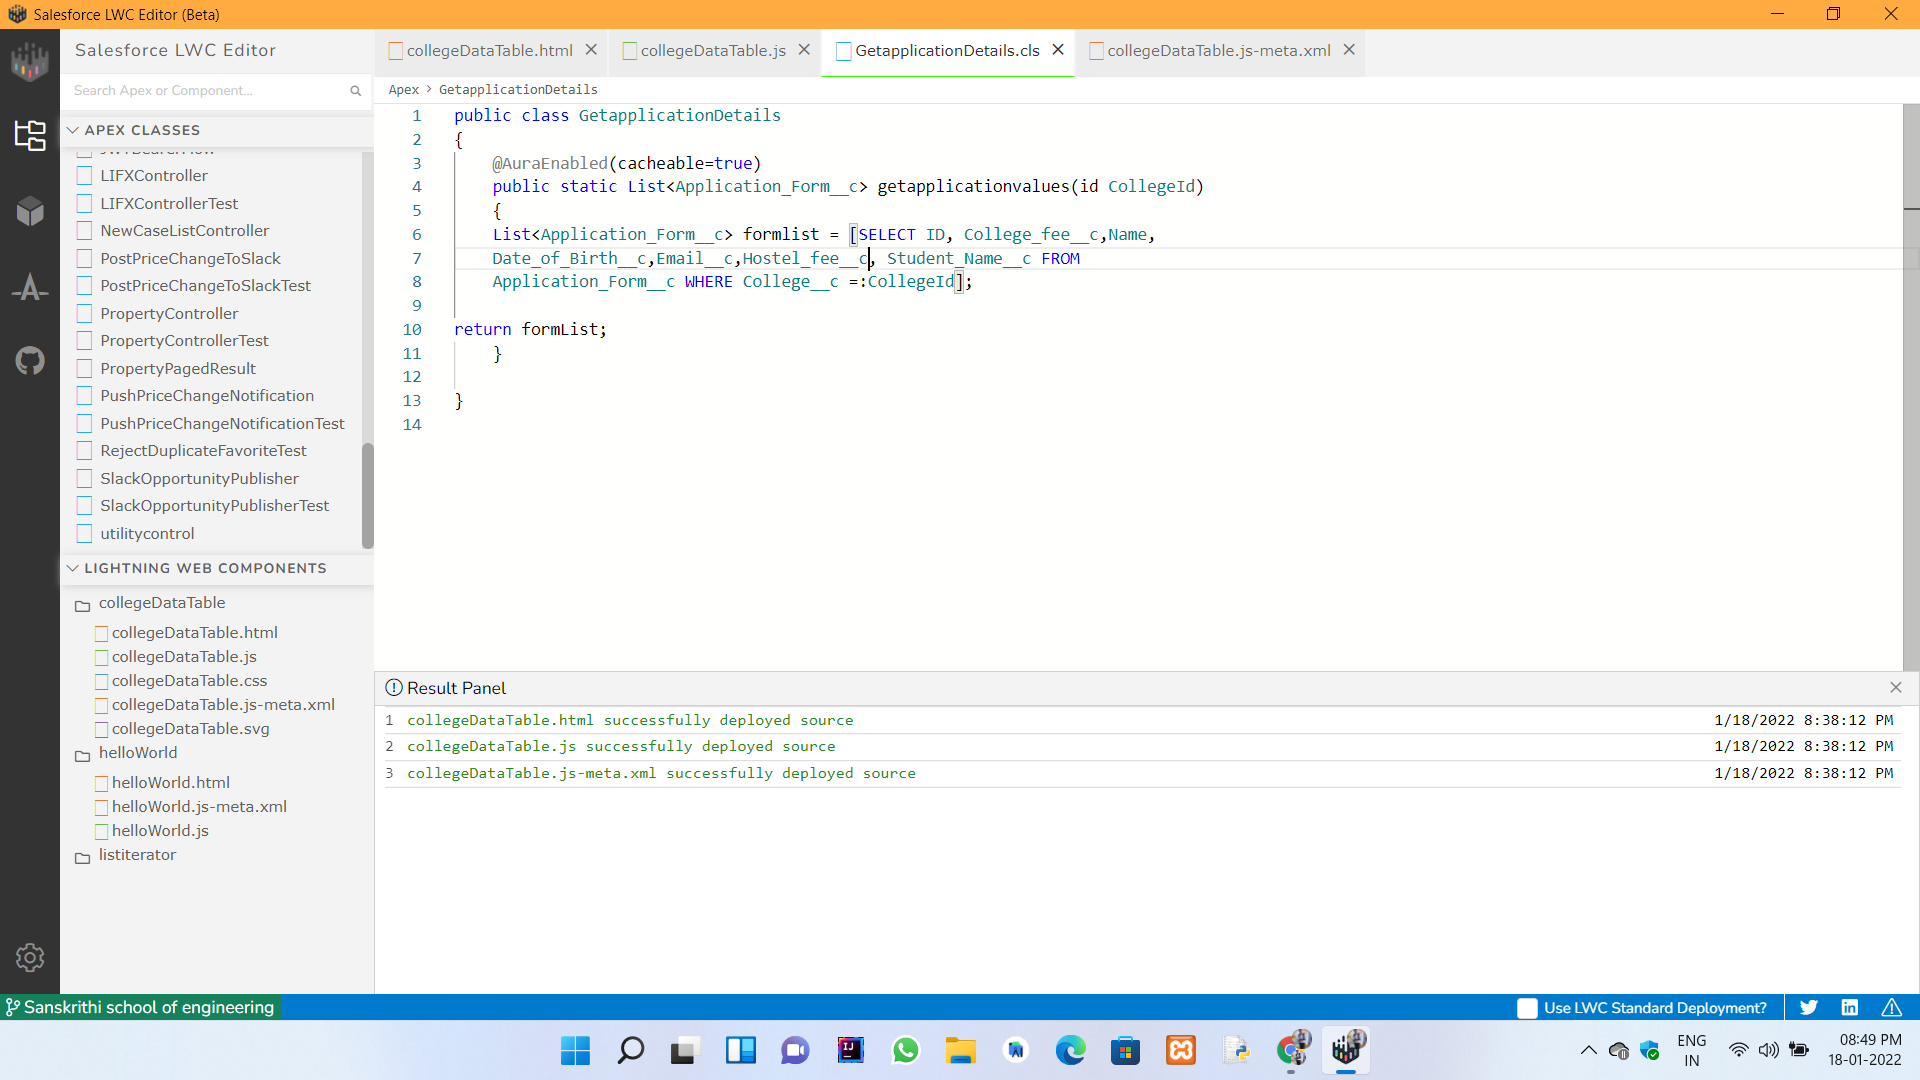 Salesforce LWC Editor (Beta)
Salesforce LWC Editor
Search Apex or Component...
APEX CLASSES
LIFXController
LIFXControllerTest
NewCaseListController
PostPriceChangeToSlack
PostPriceChangeToSlackTest
PropertyController
PropertyControllerTest
PropertyPagedResult
PushPriceChangeNotification
PushPriceChangeNotificationTest
RejectDuplicateFavoriteTest
SlackOpportunityPublisher
SlackOpportunityPublisherTest
utilitycontrol
LIGHTNING WEB COMPONENTS
collegeDataTable
collegeDataTable.html
collegeDataTable.js
collegeDataTable.css
collegeDataTable.js-meta.xml
collegeDataTable.svg
helloWorld
helloWorld.html
helloWorld.js-meta.xml
helloWorld.js
listiterator
collegeDataTable.html
collegeDataTable.js
GetapplicationDetails.cls
collegeDataTable.js-meta.xml
Apex > GetapplicationDetails
1 public class GetapplicationDetails
2 {
3 @AuraEnabled(cacheable=true)
4 public static List<Application_Form__c> getapplicationvalues(id CollegeId)
5 {
6 List<Application_Form__c> formlist = [SELECT ID, College_fee__c,Name,
7 Date_of_Birth__c,Email__c,Hostel_fee__c, Student_Name__c FROM
8 Application_Form__c WHERE College__c =:CollegeId];
9
10 return formList;
11 }
12
13 }
14
Result Panel
1 collegeDataTable.html successfully deployed source 1/18/2022 8:38:12 PM
2 collegeDataTable.js successfully deployed source 1/18/2022 8:38:12 PM
3 collegeDataTable.js-meta.xml successfully deployed source 1/18/2022 8:38:12 PM
Sanskrithi school of engineering
Use LWC Standard Deployment?
ENG
IN
08:49 PM
18-01-2022